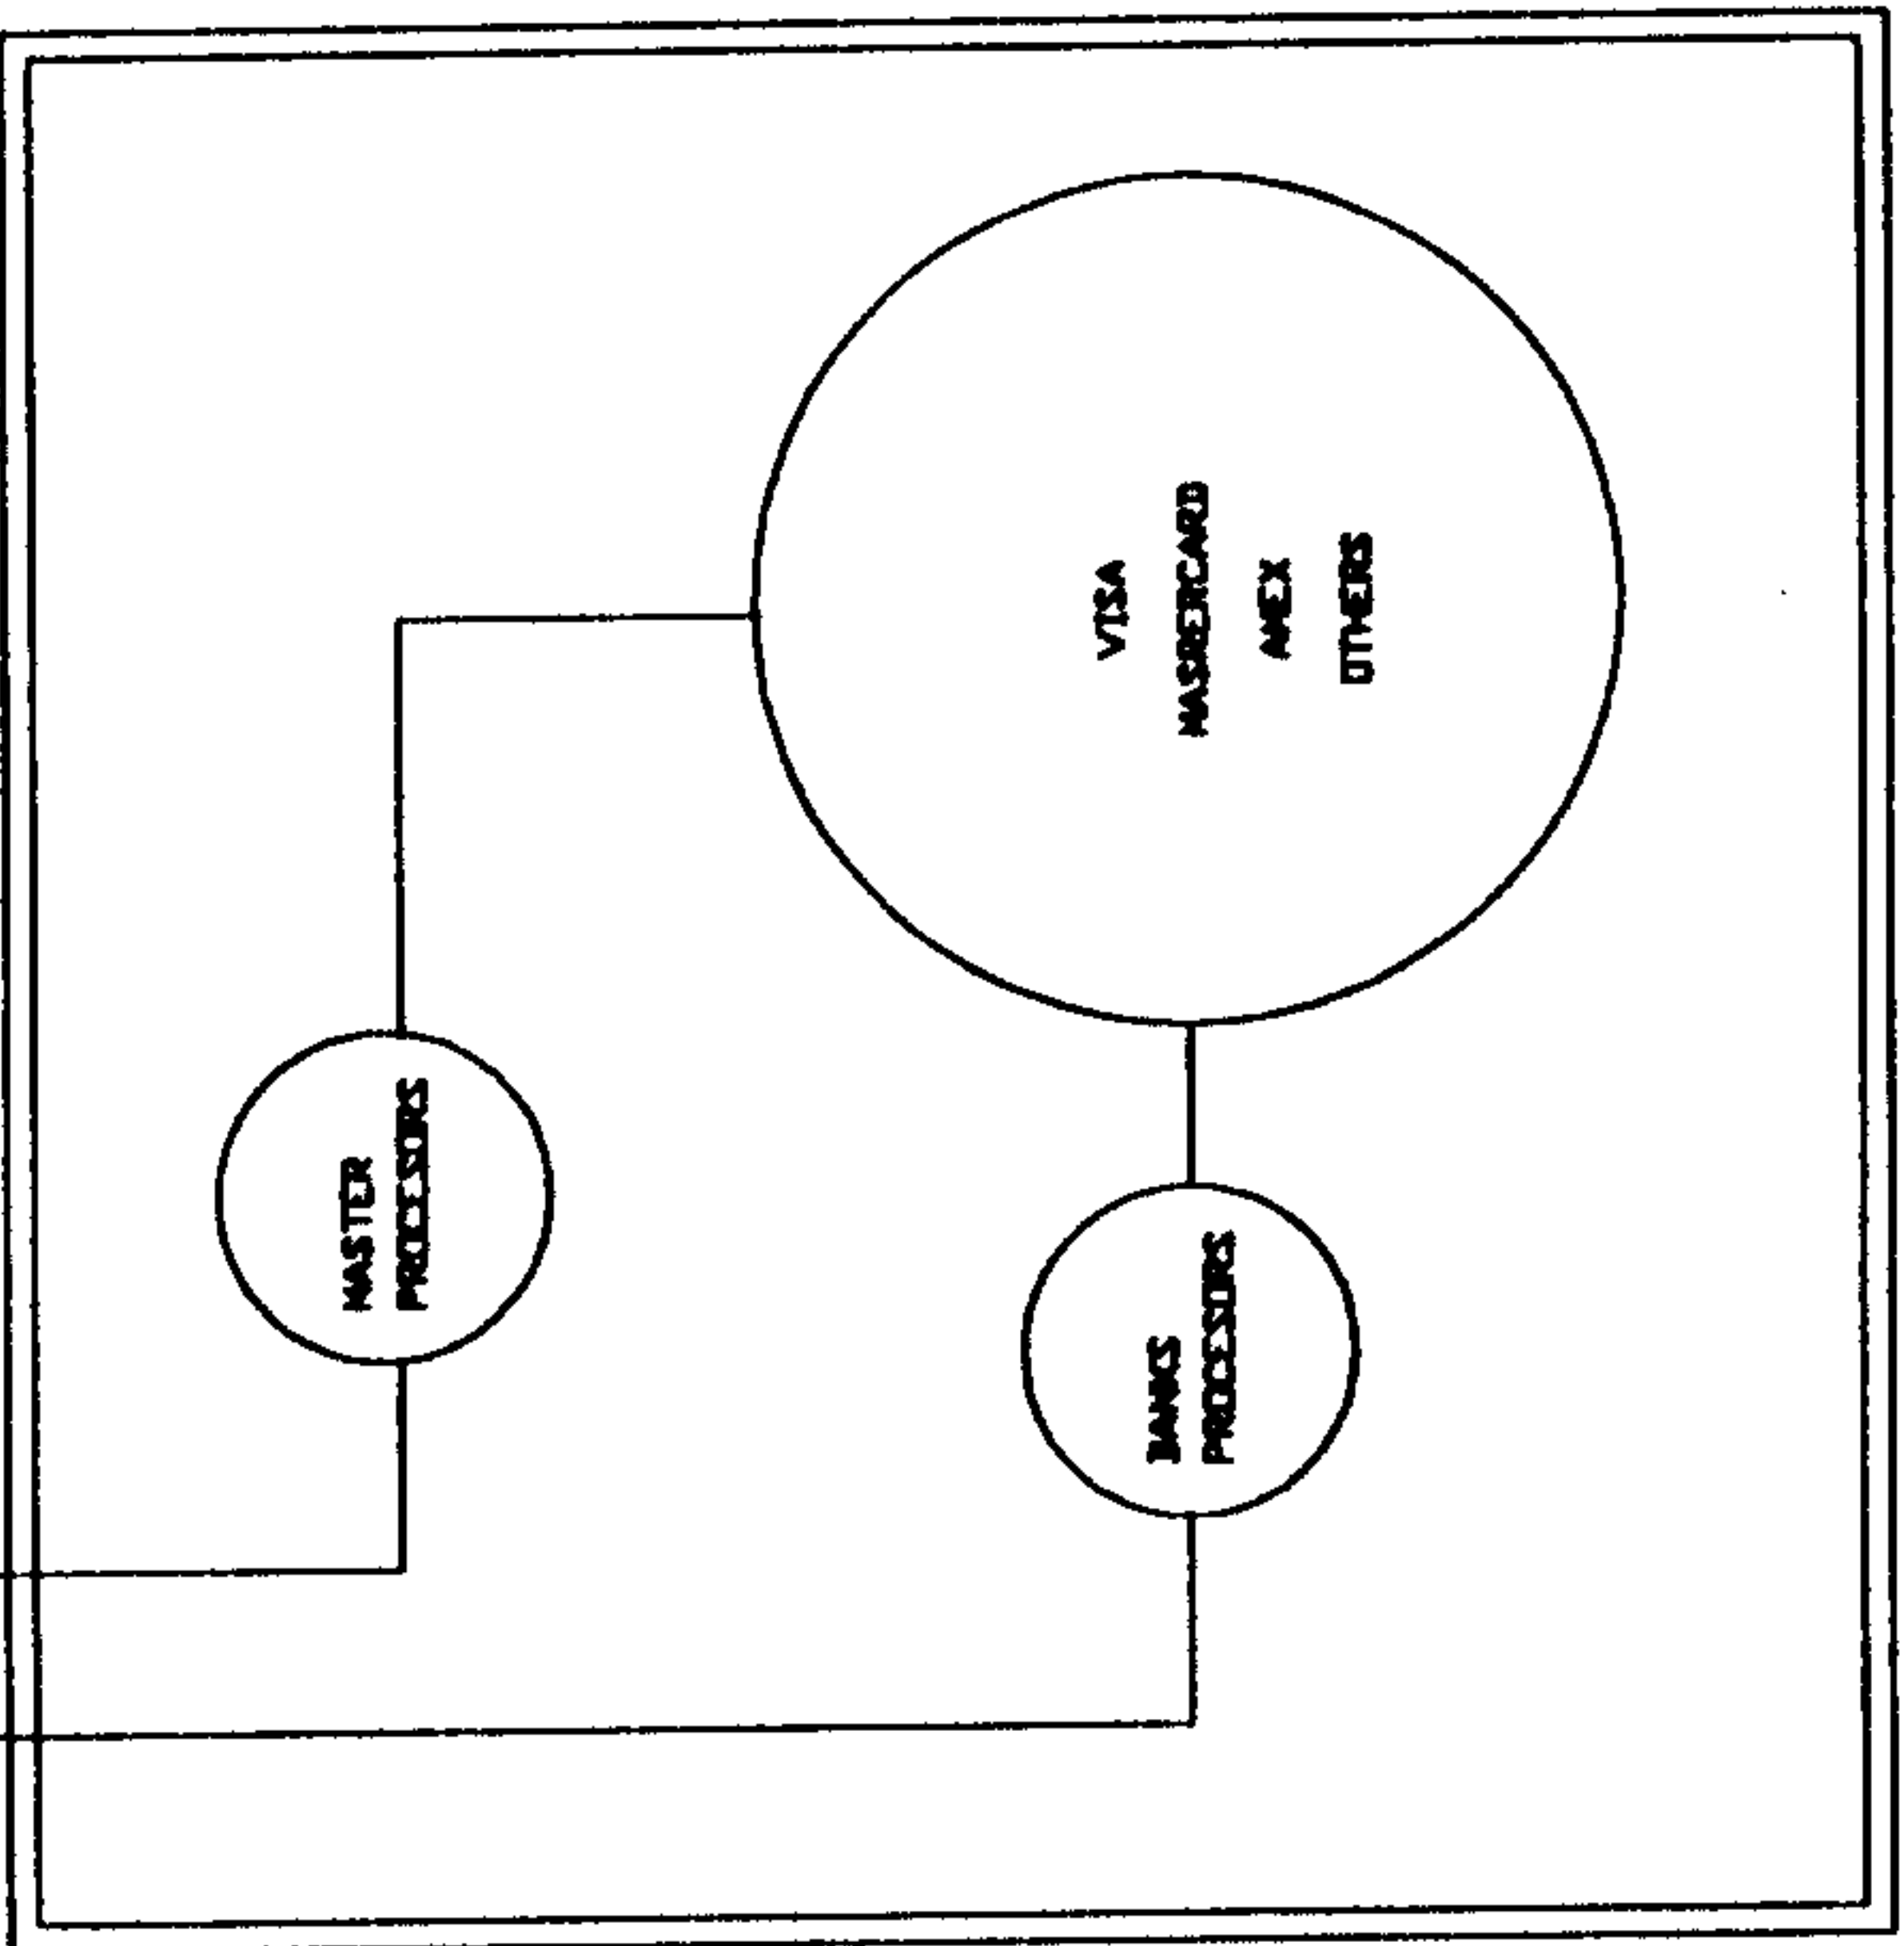 VISA
MASTERCARD
AMEX
OTHERS
MASTER
PROCESSORS
BANKS
PROCESSORS